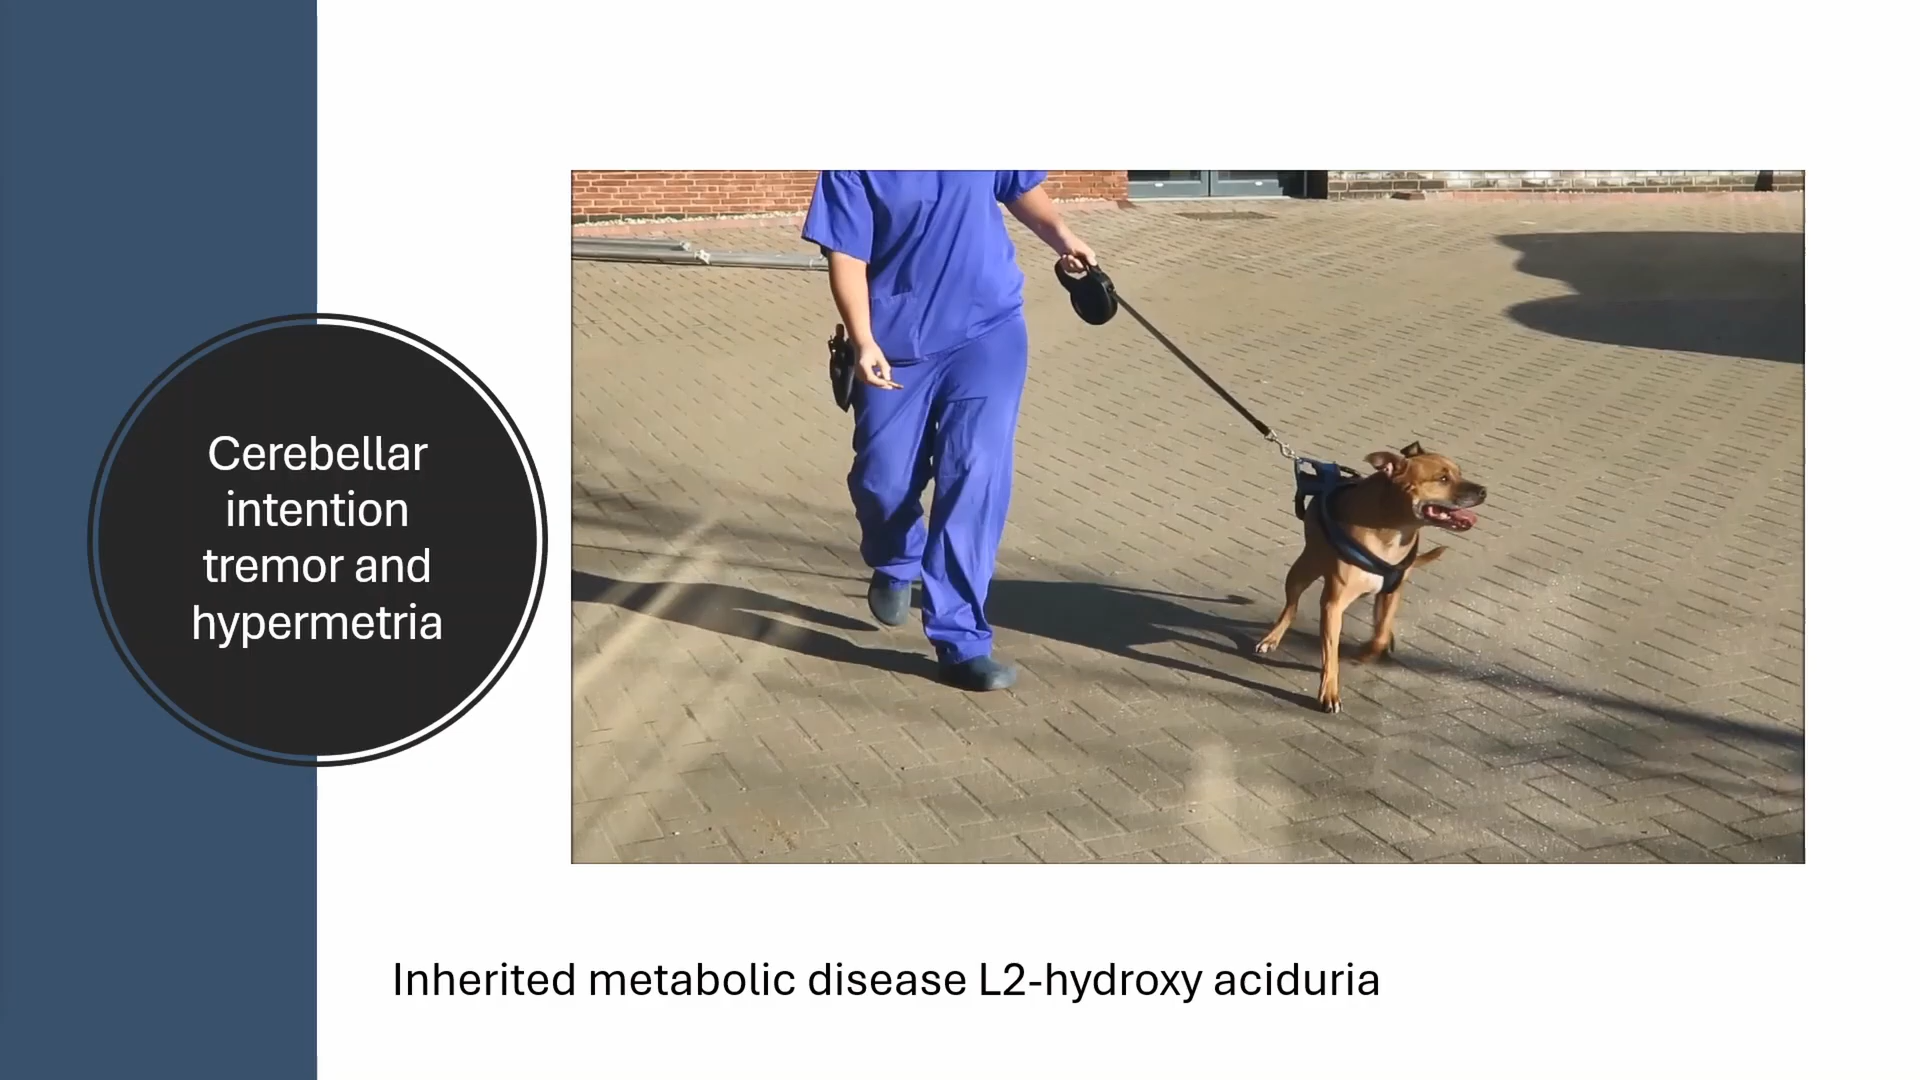 Cerebellar
intention
tremor and
hypermetria
Inherited metabolic disease L2-hydroxy aciduria